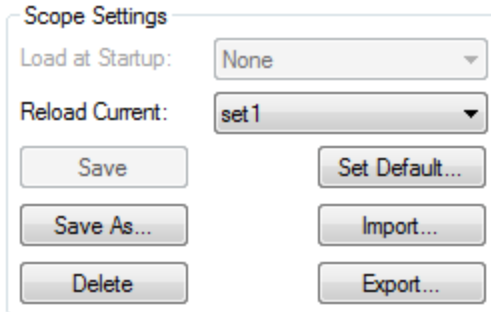 Scope Settings
Load at Startup: None
Reload Current: set1
Save Set Default...
Save As... Import...
Delete Export...